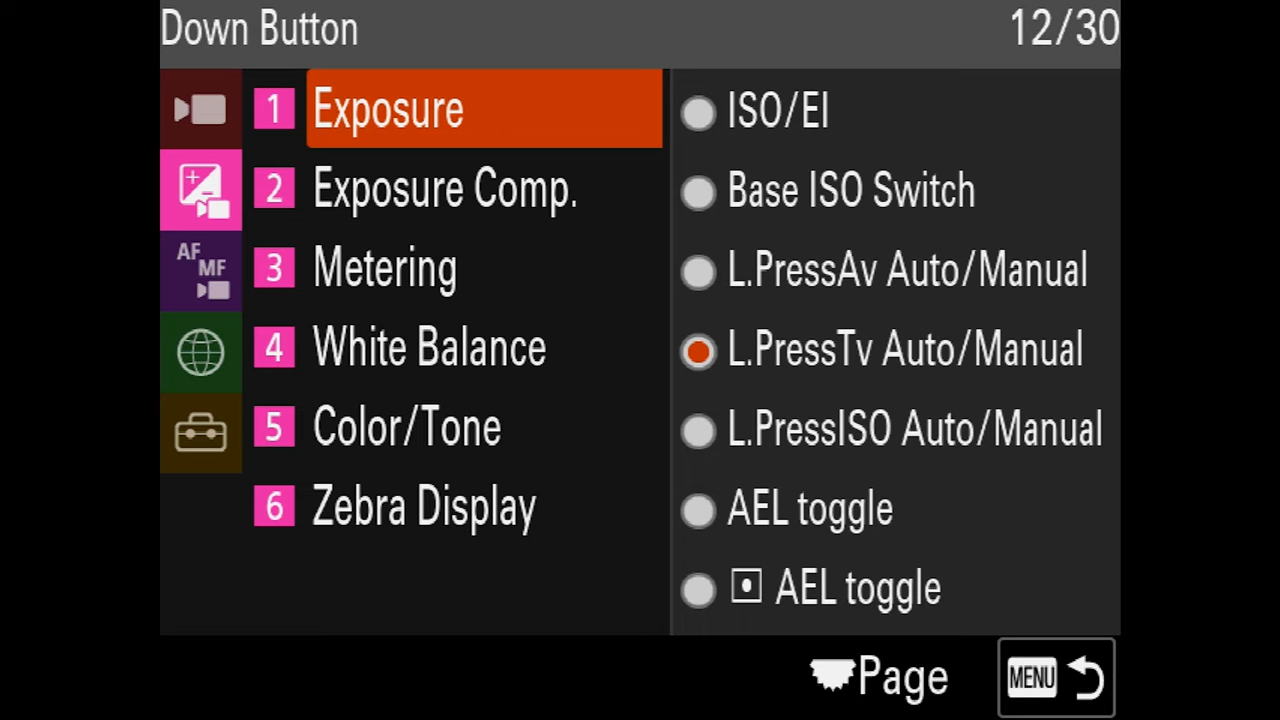 Down Button 12/30
1 Exposure
2 Exposure Comp.
3 Metering
4 White Balance
5 Color/Tone
6 Zebra Display
AF
MF
ISO/EI
Base ISO Switch
L.PressAv Auto/Manual
L.PressTv Auto/Manual
L.PressISO Auto/Manual
AEL toggle
AEL toggle
Page MENU